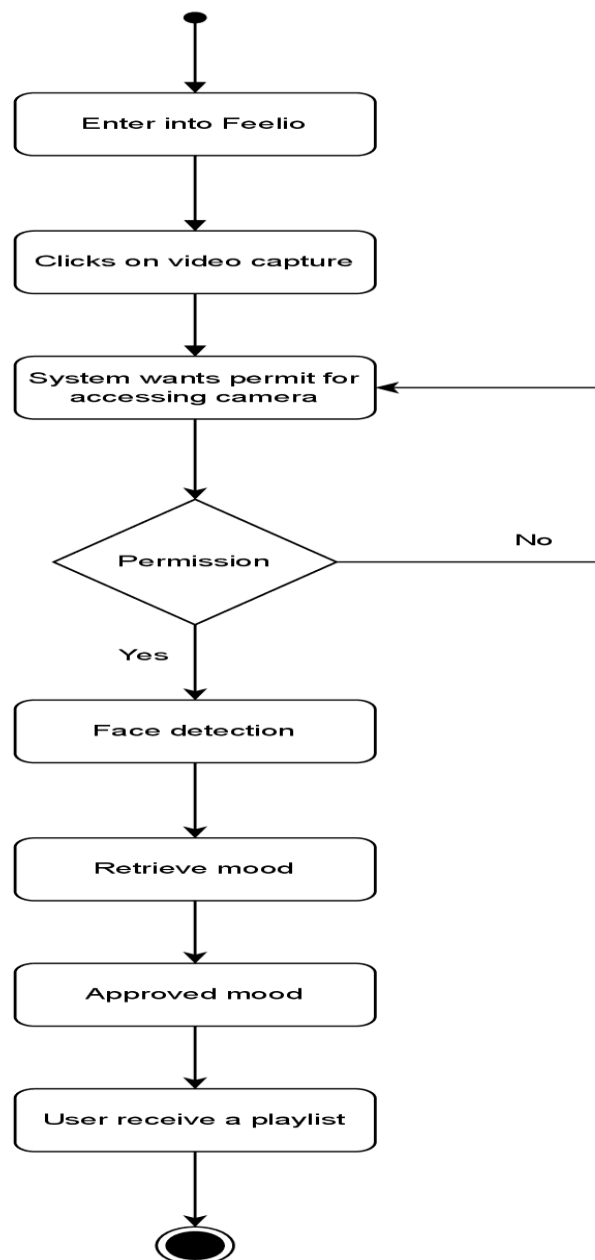 Enter into Feelio
Clicks on video capture
System wants permit for
accessing camera
Permission
No
Yes
Face detection
Retrieve mood
Approved mood
User receive a playlist